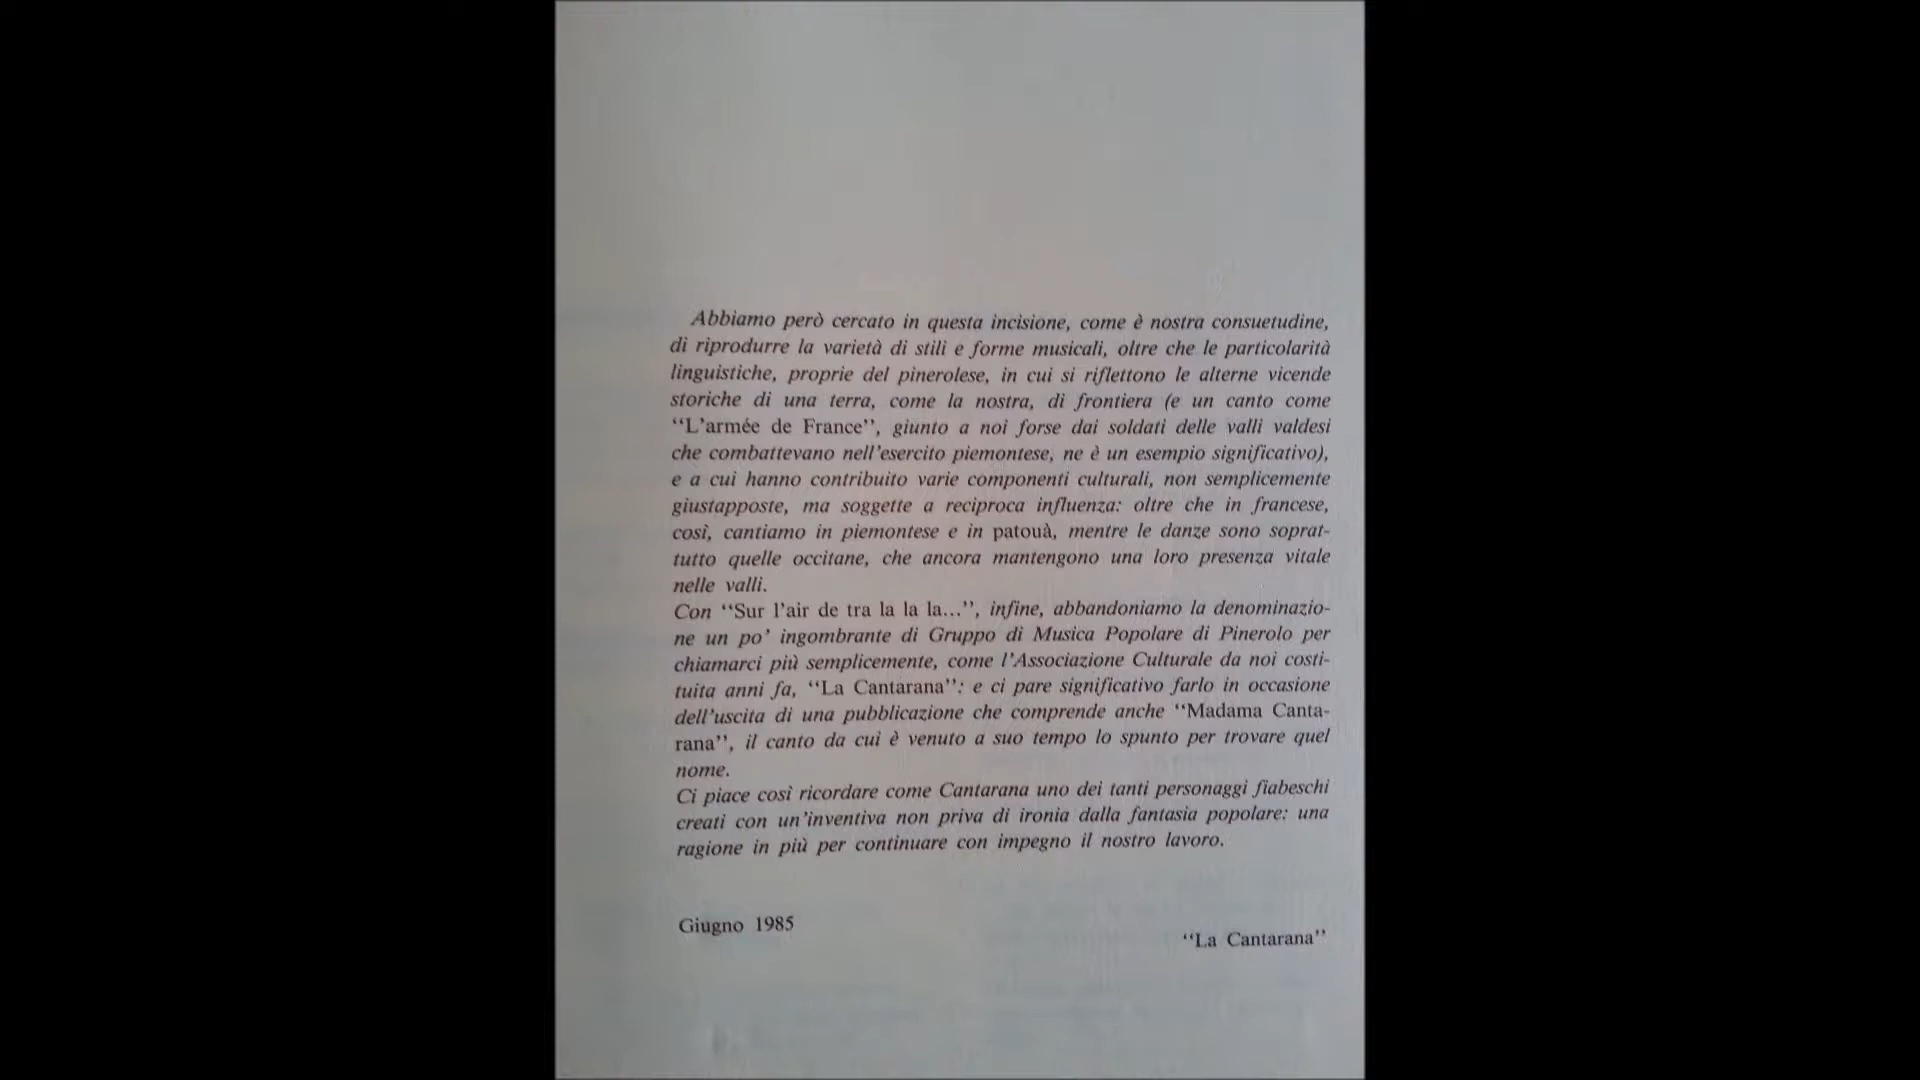 Abbiamo però cercato in questa incisione, come è nostra consuetudine,
di riprodurre la varietà di stili e forme musicali, oltre che le particolarità
linguistiche, proprie del pinerolese, in cui si riflettono le alterne vicende
storiche di una terra, come la nostra, di frontiera (e un canto come
‘‘L’armée de France’’, giunto a noi forse dai soldati delle valli valdesi
che combattevano nell’esercito piemontese, ne è un esempio significativo),
e a cui hanno contribuito varie componenti culturali, non semplicemente
giustapposte, ma soggette a reciproca influenza: oltre che in francese,
così, cantiamo in piemontese e in patouà, mentre le danze sono soprat-
tutto quelle occitane, che ancora mantengono una loro presenza vitale
nelle valli.
Con ‘‘Sur l’air de tra la la la...’’, infine, abbandoniamo la denominazio-
ne un po’ ingombrante di Gruppo di Musica Popolare di Pinerolo per
chiamarci più semplicemente, come l’Associazione Culturale da noi costi-
tuita anni fa, ‘‘La Cantarana’’: e ci pare significativo farlo in occasione
dell’uscita di una pubblicazione che comprende anche ‘‘Madama Canta-
rana’’, il canto da cui è venuto a suo tempo lo spunto per trovare quel
nome.
Ci piace così ricordare come Cantarana uno dei tanti personaggi fiabeschi
creati con un’inventiva non priva di ironia dalla fantasia popolare: una
ragione in più per continuare con impegno il nostro lavoro.
Giugno 1985
‘‘La Cantarana’’